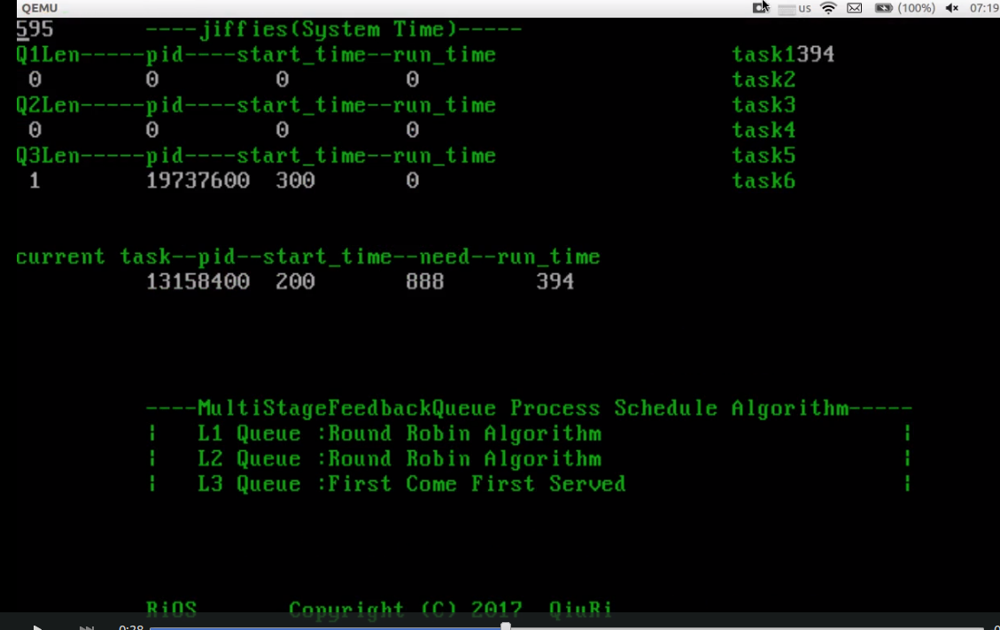 QEMU us (100%) 07:19
595 ----jiffies(System Time)-----
Q1Len-----pid----start_time--run_time task1394
0 0 0 0 task2
Q2Len-----pid----start_time--run_time task3
0 0 0 0 task4
Q3Len-----pid----start_time--run_time task5
1 19737600 300 0 task6
current task--pid--start_time--need--run_time
13158400 200 888 394
----MultiStageFeedbackQueue Process Schedule Algorithm-----
¦ L1 Queue :Round Robin Algorithm ¦
¦ L2 Queue :Round Robin Algorithm ¦
¦ L3 Queue :First Come First Served ¦
RiOS Copyright (C) 2017 QiuRi
0:28